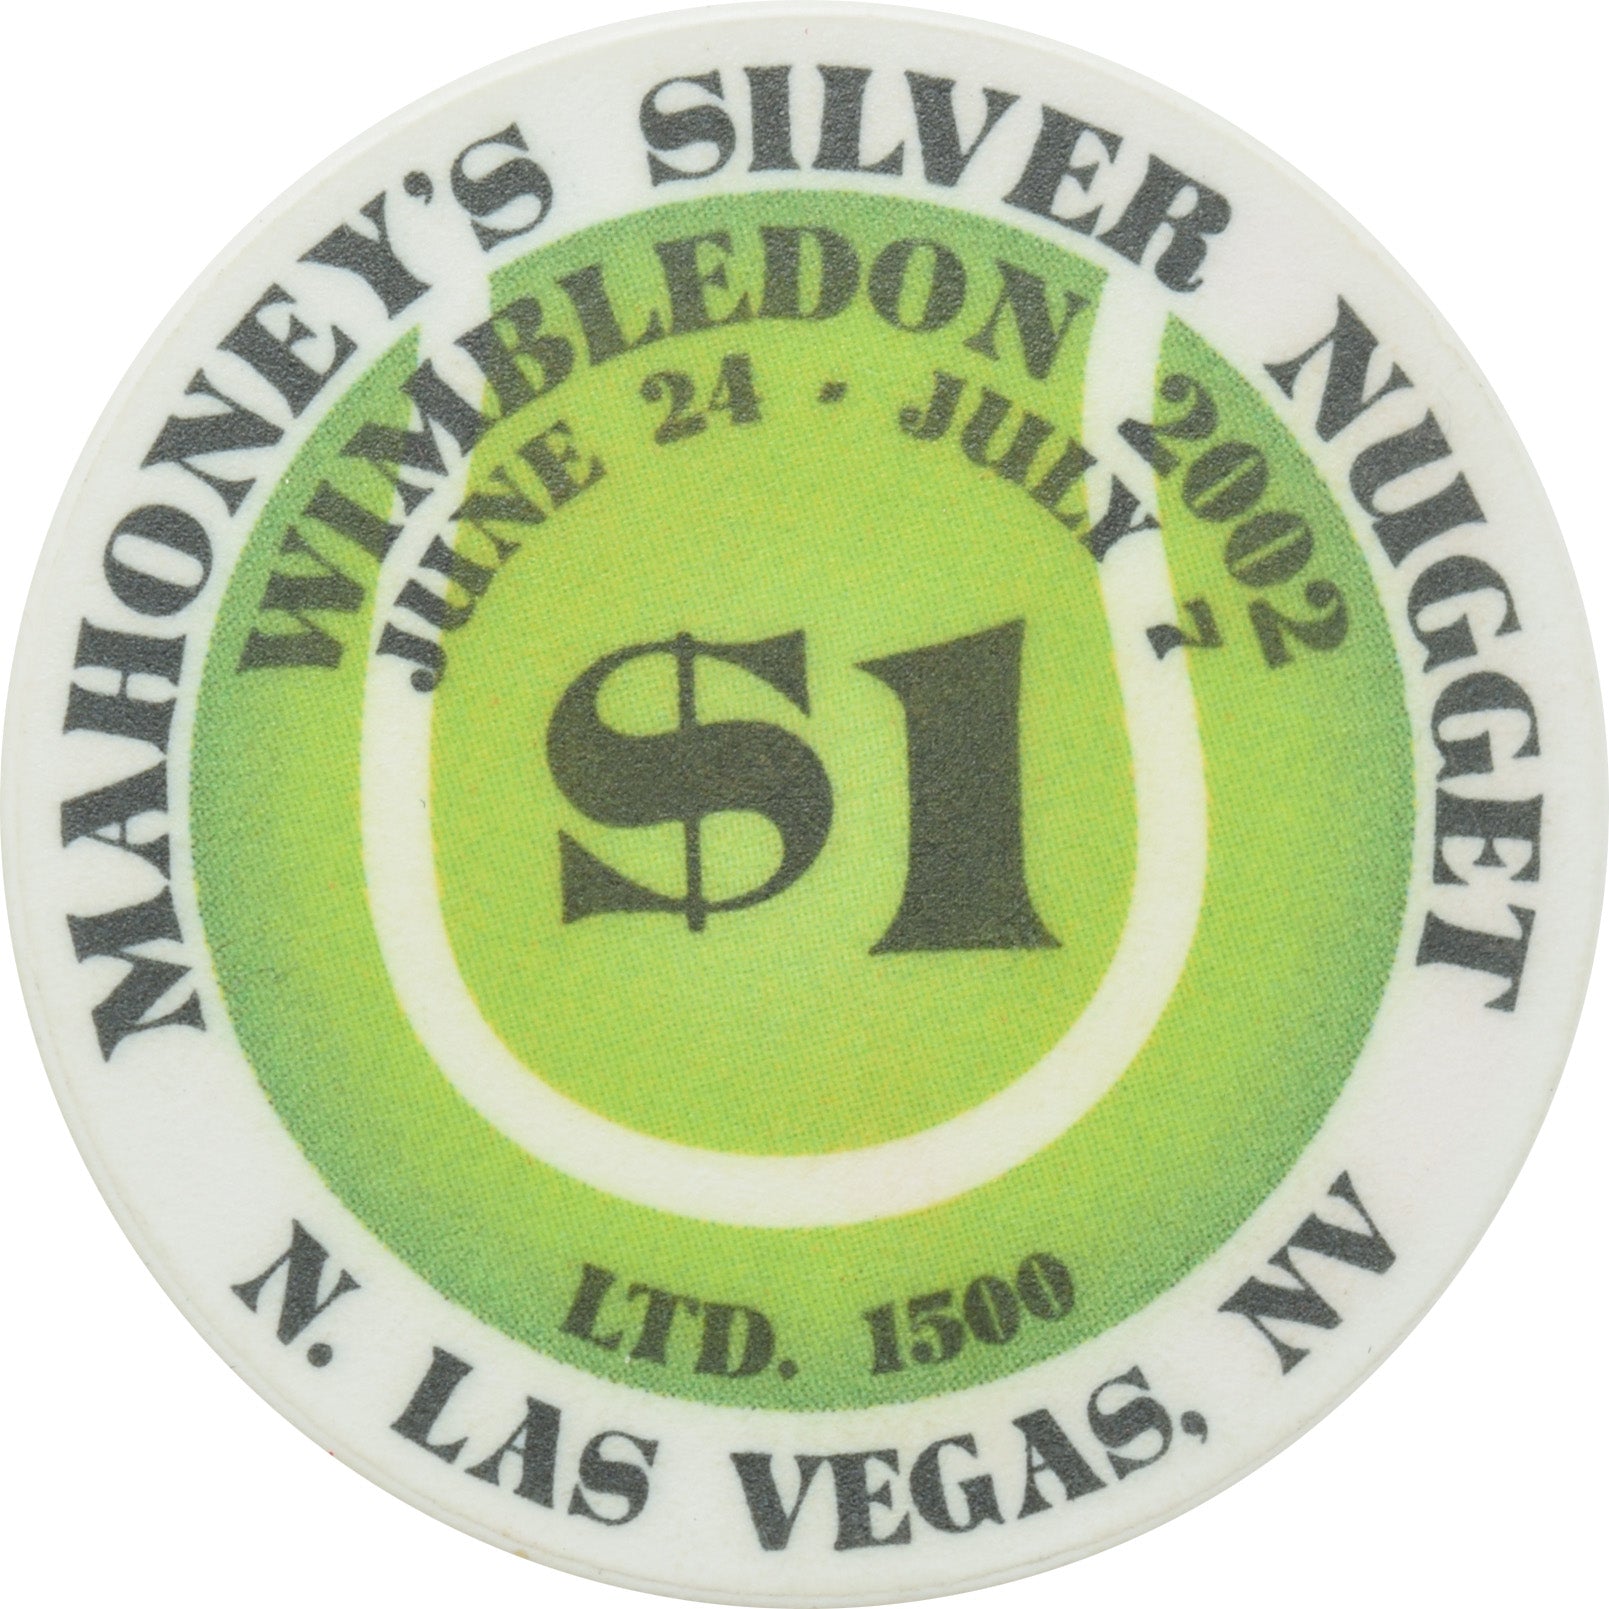 MAHONEY'S SILVER NUGGET
WIMBLEDON 2002
JUNE 24 · JULY 7
$1
LTD. 1500
N. LAS VEGAS, NV